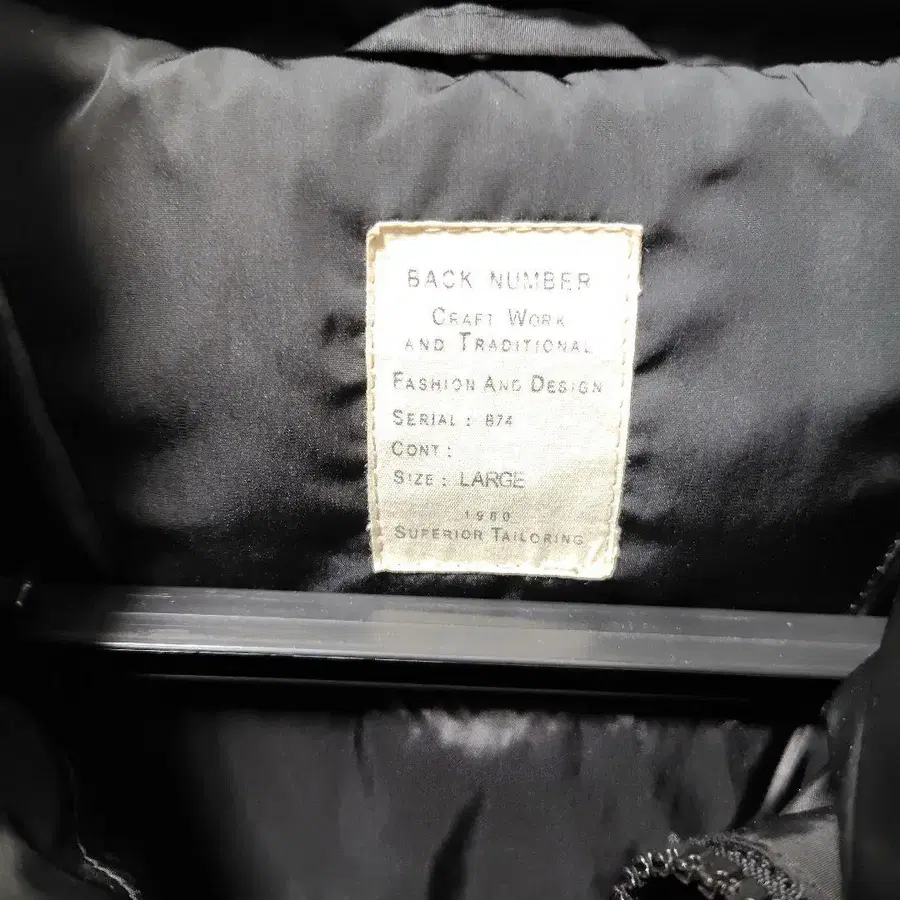 BACK NUMBER
CRAFT WORK
AND TRADITIONAL
FASHION AND DESIGN
SERIAL : 874
CONT :
SIZE : LARGE
1980
SUPERIOR TAILORING